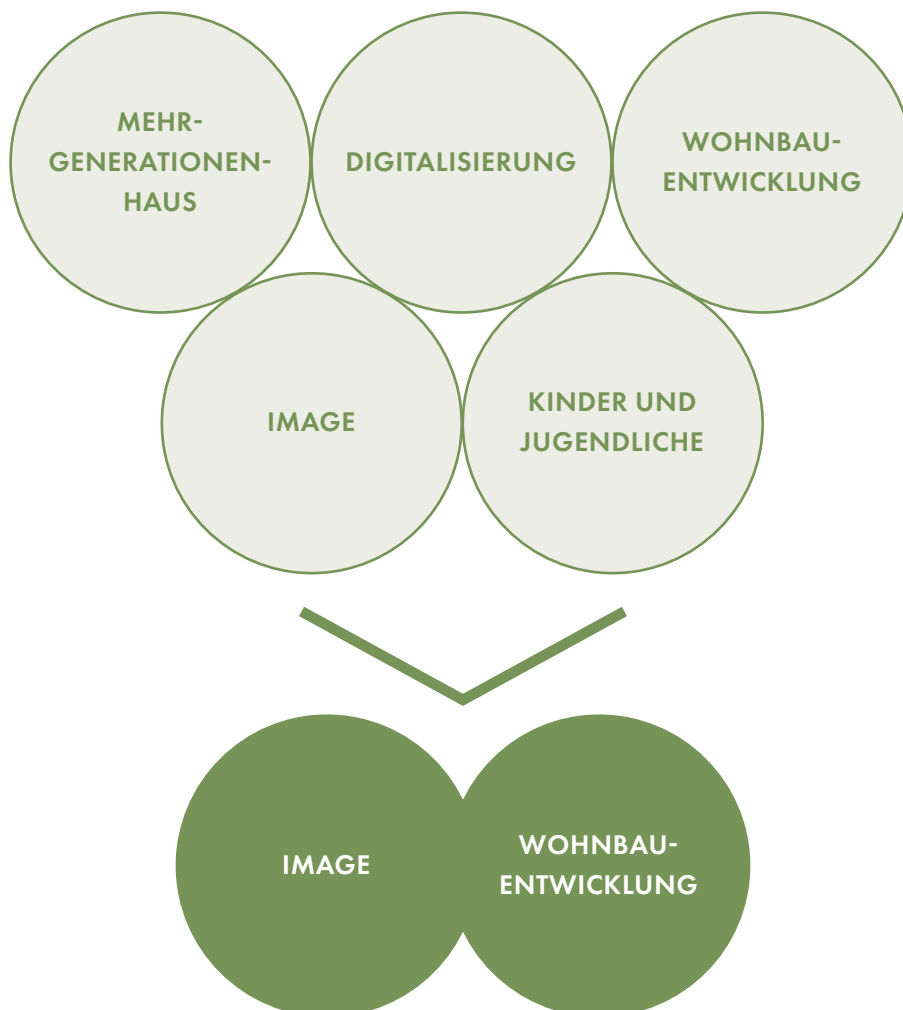 MEHR-
GENERATIONEN-
HAUS
DIGITALISIERUNG
WOHNBAU-
ENTWICKLUNG
IMAGE
KINDER UND
JUGENDLICHE
IMAGE
WOHNBAU-
ENTWICKLUNG